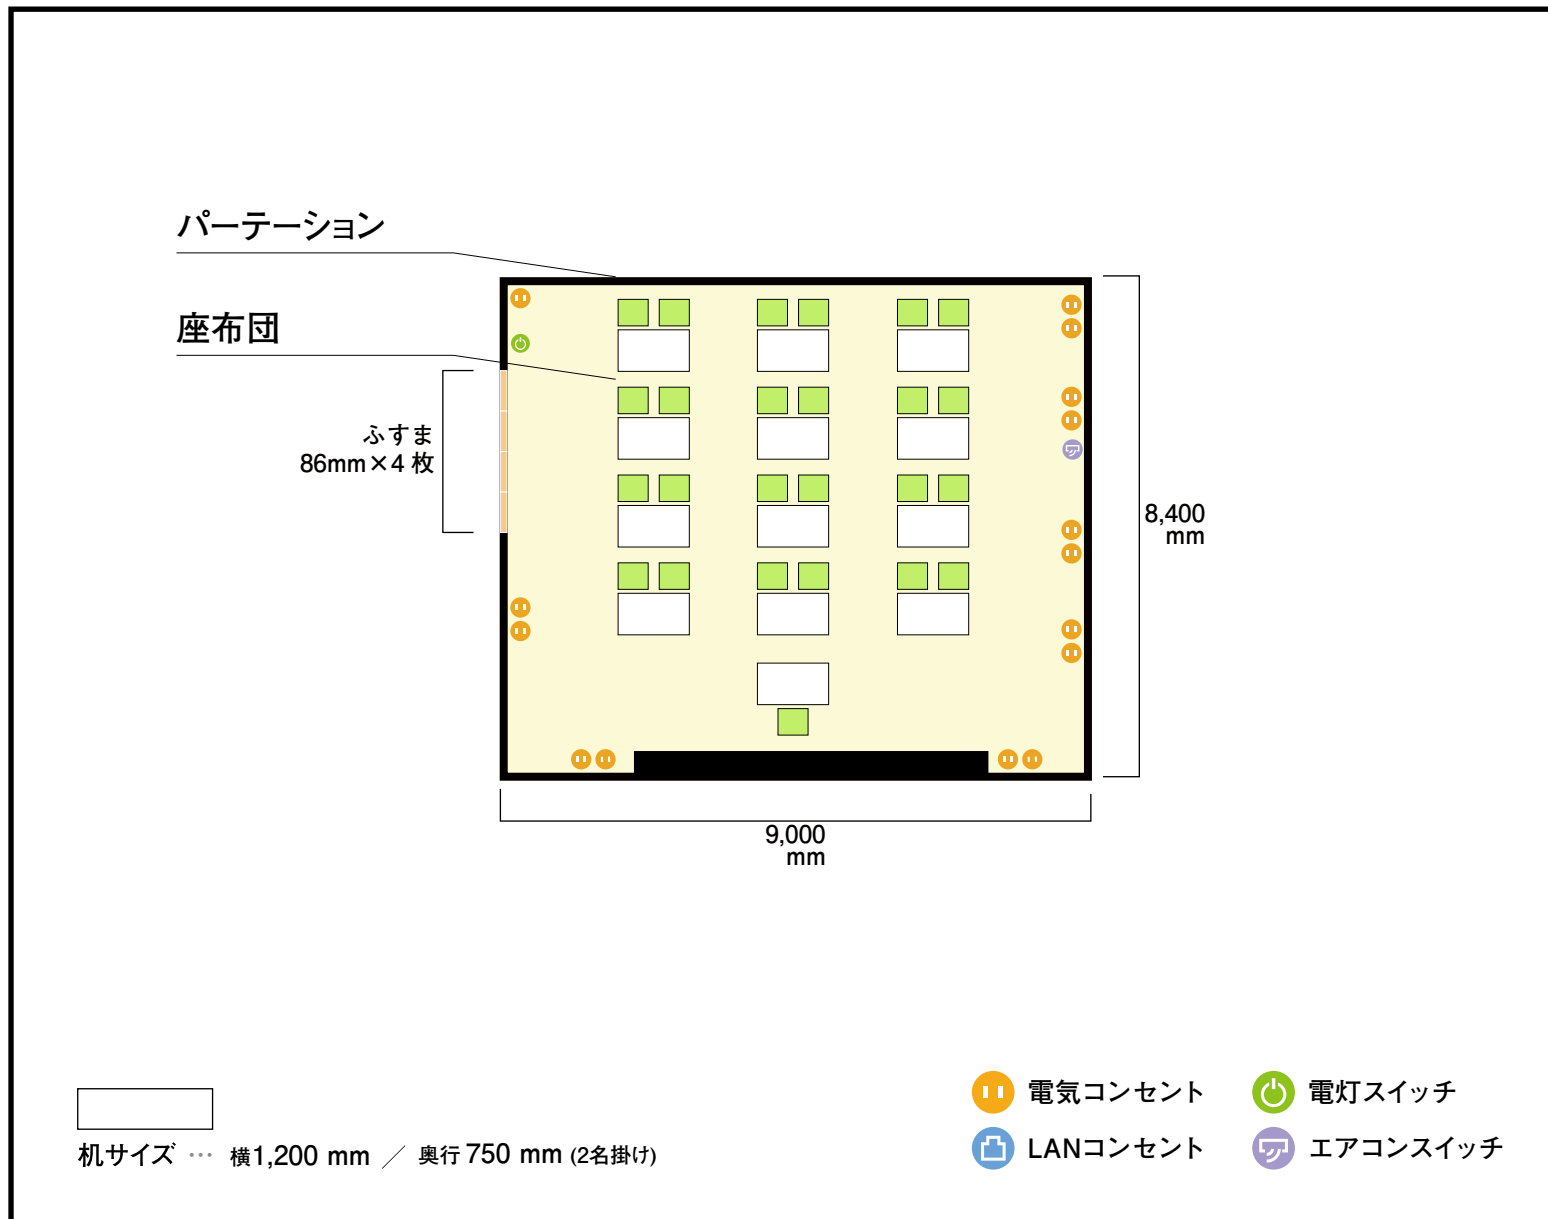 パーテーション
座布団
ふすま
86mm×4 枚
8,400
mm
9,000
mm
机サイズ … 横1,200 mm ／ 奥行 750 mm (2名掛け)
電気コンセント
電灯スイッチ
LANコンセント
エアコンスイッチ